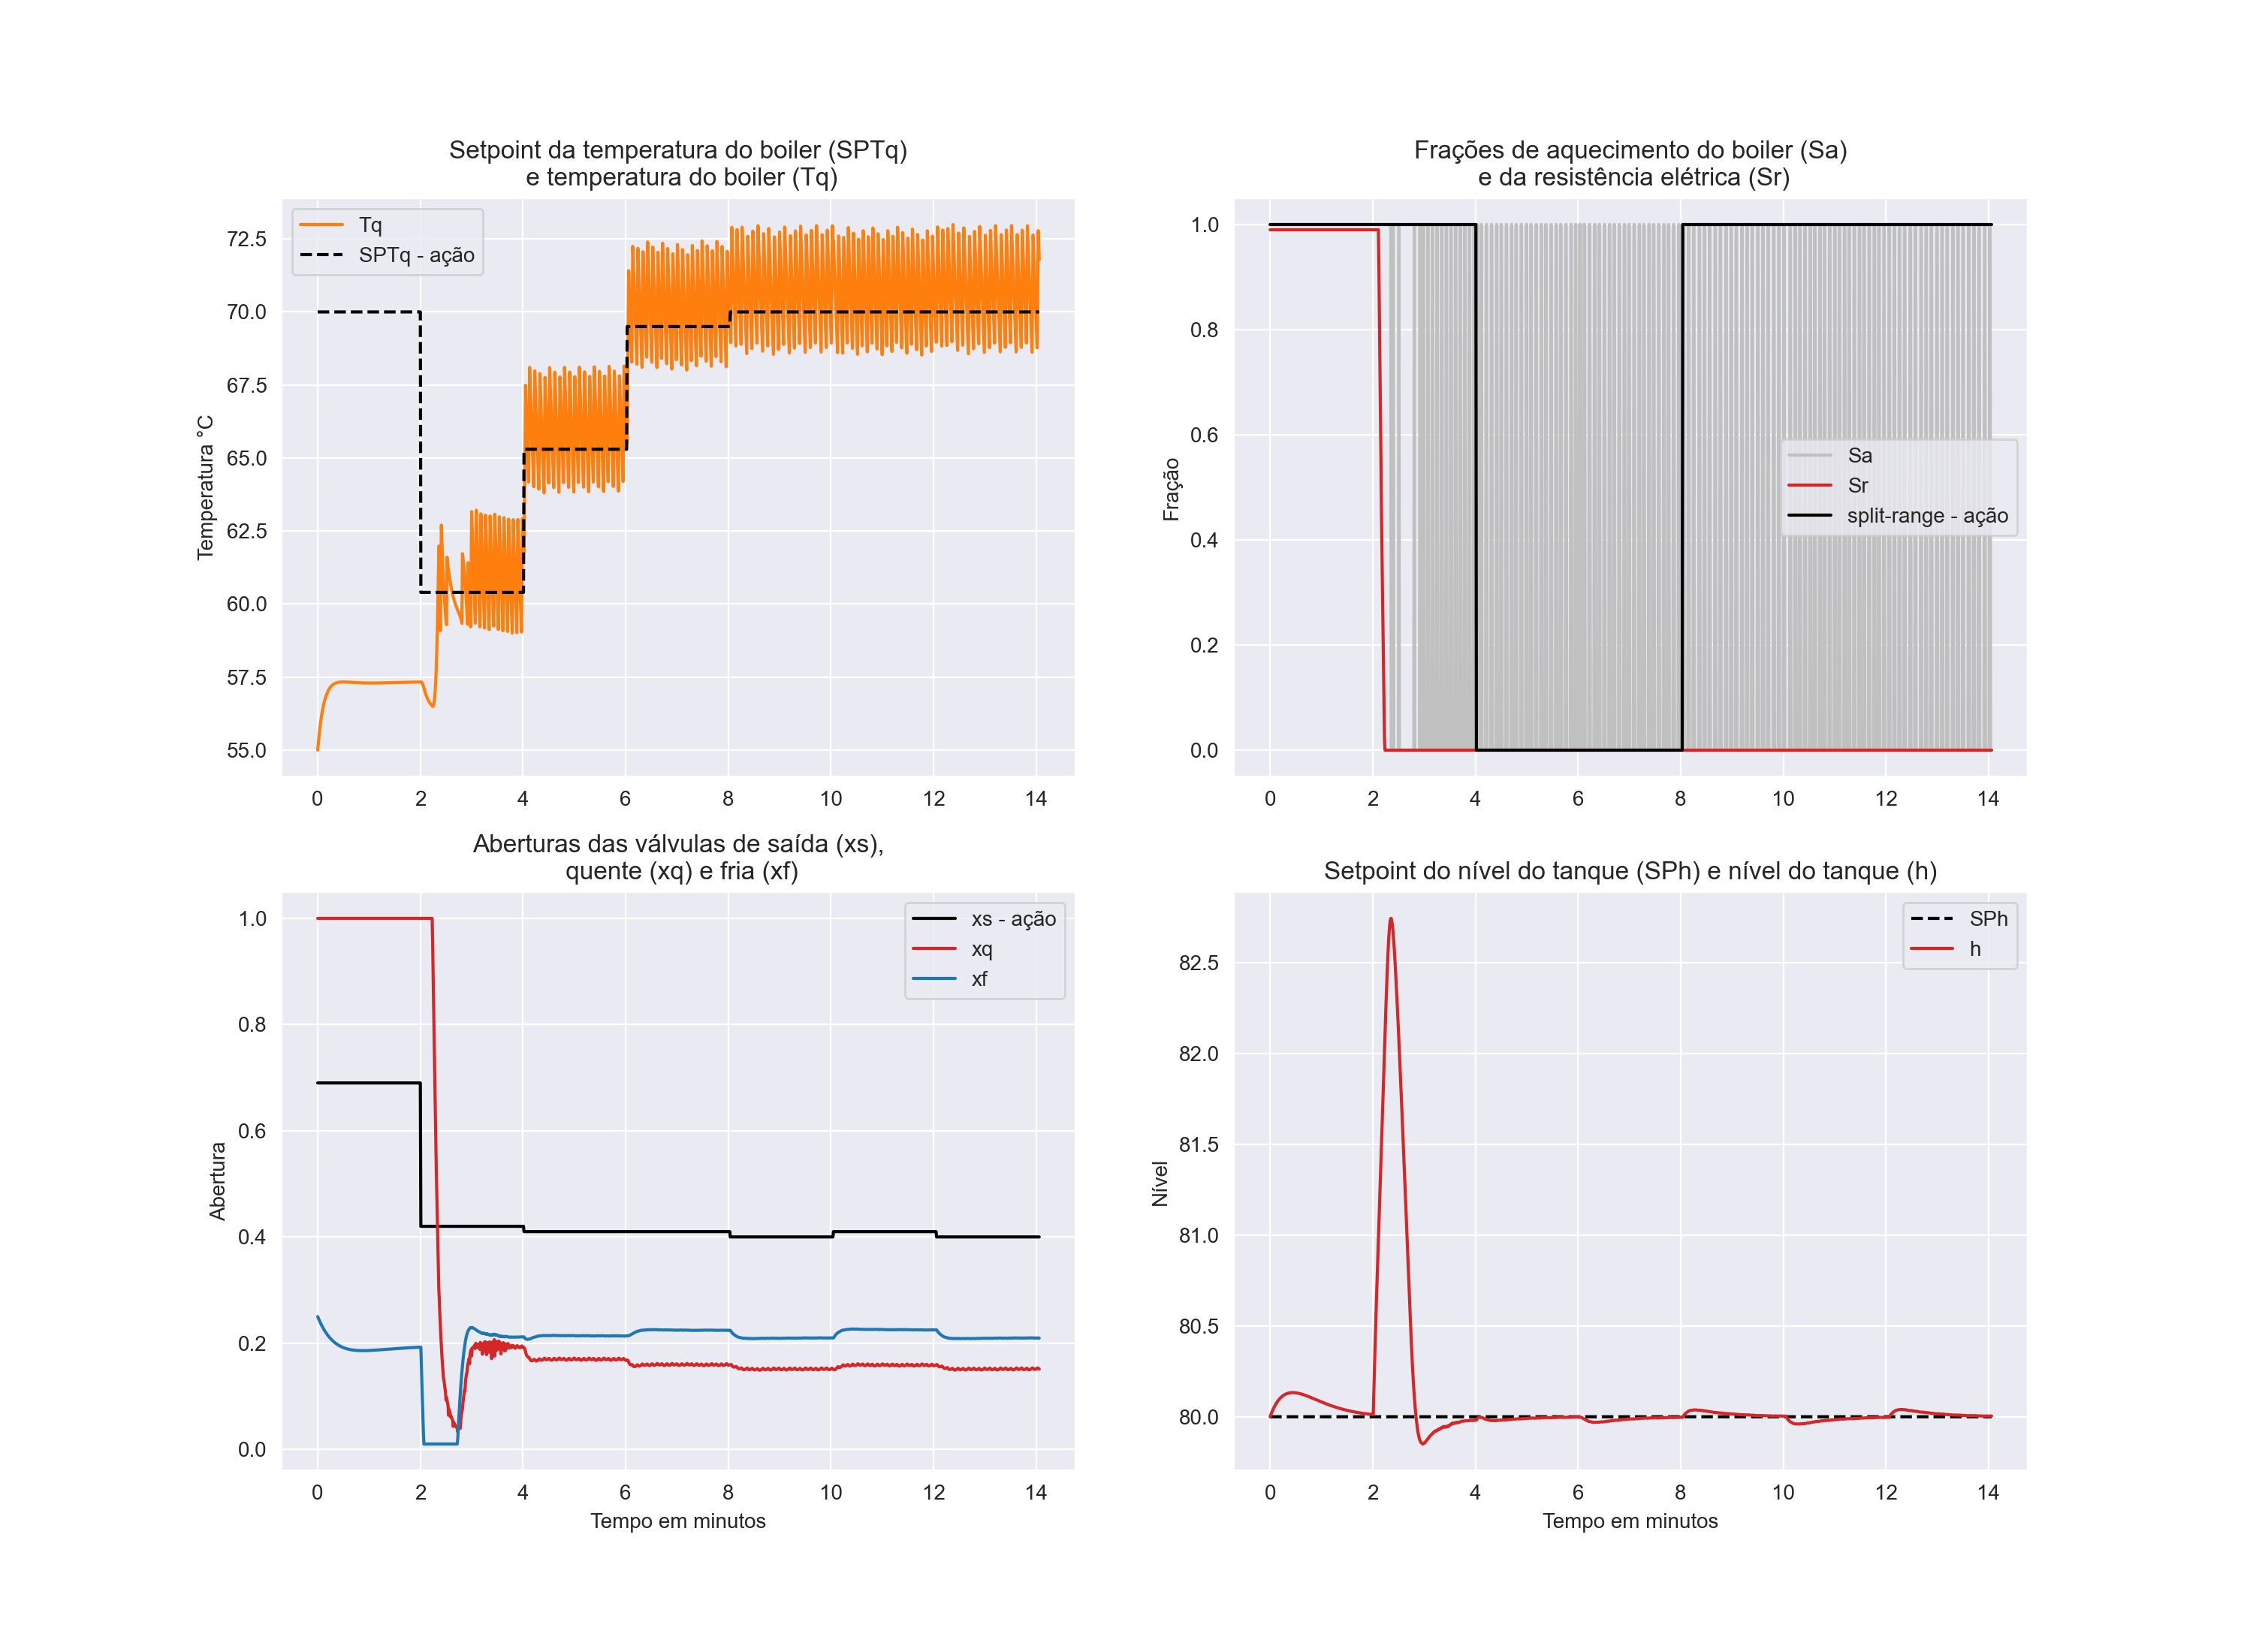 Setpoint da temperatura do boiler (SPTq)
e temperatura do boiler (Tq)
Tq
SPTq - ação
Temperatura °C
72.5
70.0
67.5
65.0
62.5
60.0
57.5
55.0
0 2 4 6 8 10 12 14
Frações de aquecimento do boiler (Sa)
e da resistência elétrica (Sr)
Sa
Sr
split-range - ação
Fração
1.0
0.8
0.6
0.4
0.2
0.0
0 2 4 6 8 10 12 14
Aberturas das válvulas de saída (xs),
quente (xq) e fria (xf)
xs - ação
xq
xf
Abertura
1.0
0.8
0.6
0.4
0.2
0.0
0 2 4 6 8 10 12 14
Tempo em minutos
Setpoint do nível do tanque (SPh) e nível do tanque (h)
SPh
h
Nível
82.5
82.0
81.5
81.0
80.5
80.0
0 2 4 6 8 10 12 14
Tempo em minutos